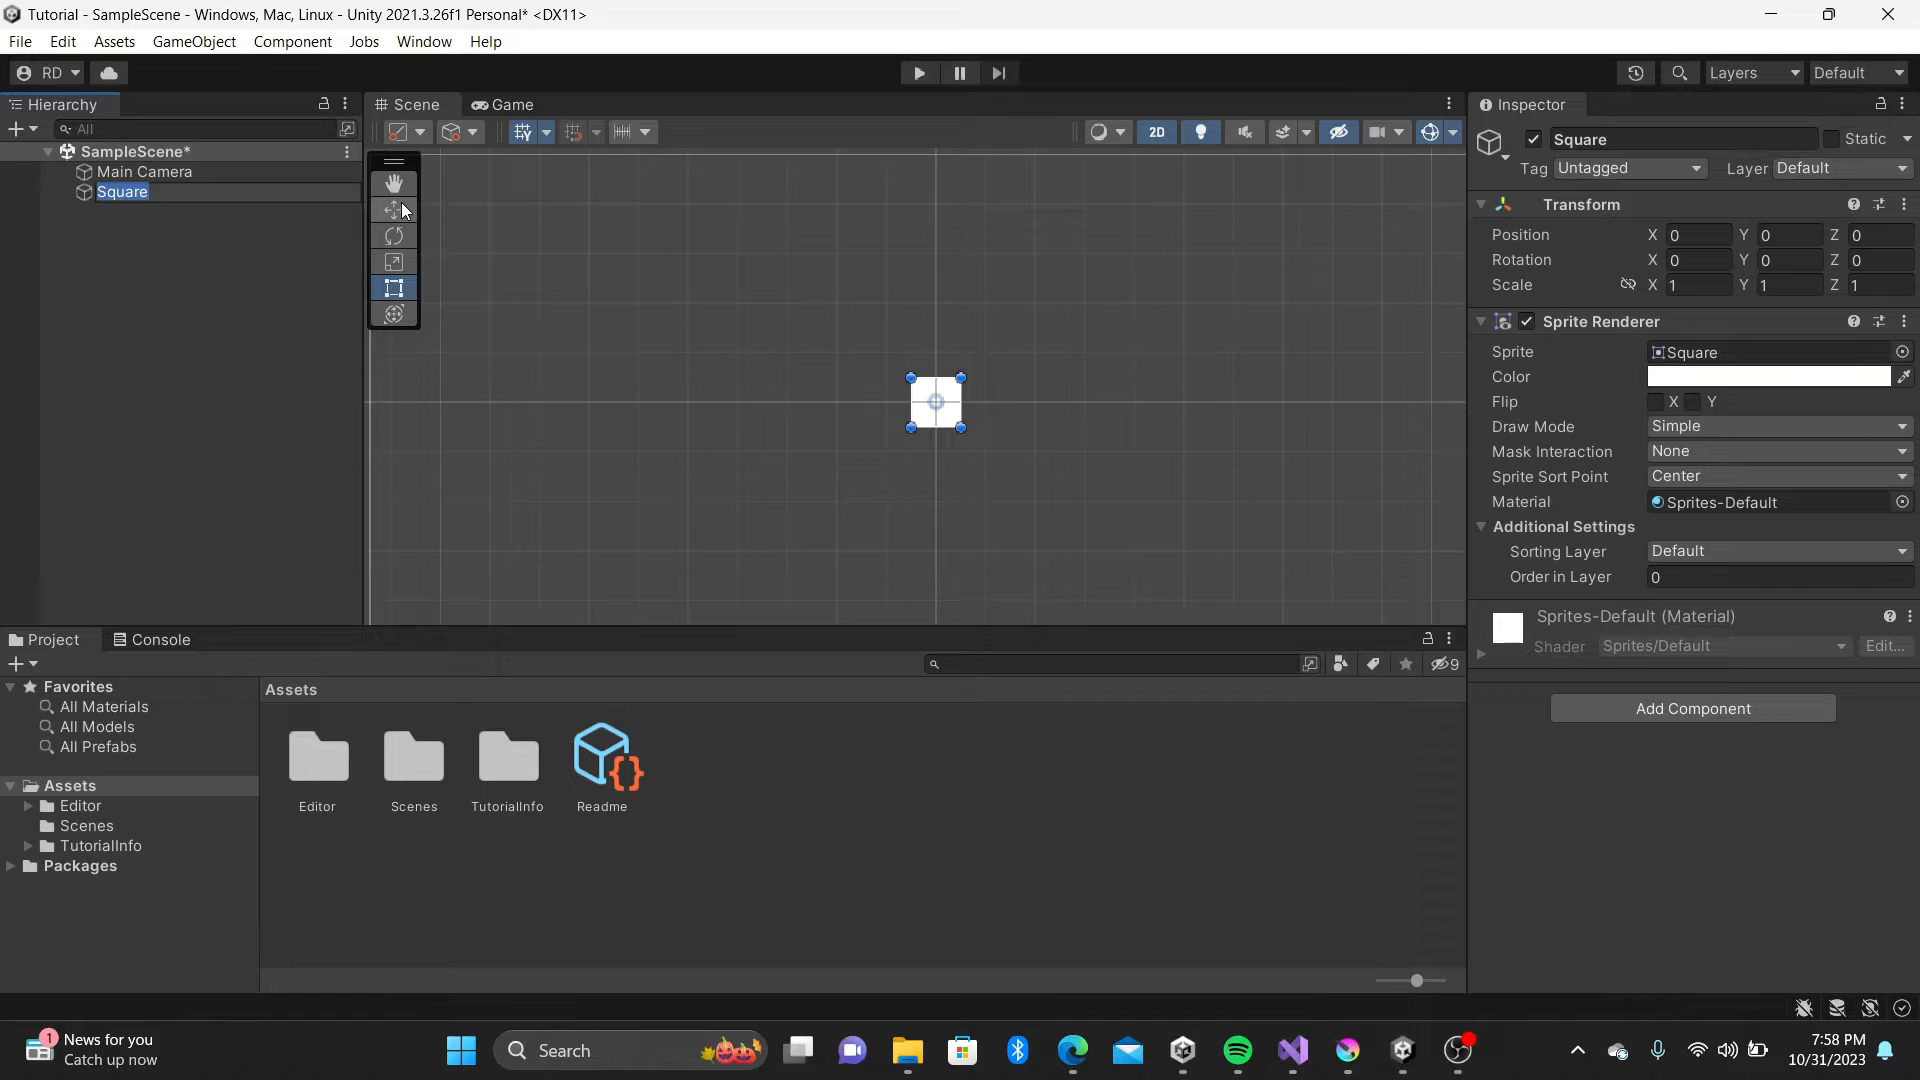 Tutorial - SampleScene - Windows, Mac, Linux - Unity 2021.3.26f1 Personal* <DX11>
File Edit Assets GameObject Component Jobs Window Help
RD Layers Default
Hierarchy Scene Game Inspector
All 2D Square Static
SampleScene*
Main Camera Tag Untagged Layer Default
Square
Transform
Position X 0 Y 0 Z 0
Rotation X 0 Y 0 Z 0
Scale X 1 Y 1 Z 1
Sprite Renderer
Sprite Square
Color
Flip X Y
Draw Mode Simple
Mask Interaction None
Sprite Sort Point Center
Material Sprites-Default
Additional Settings
Sorting Layer Default
Order in Layer 0
Sprites-Default (Material)
Shader Sprites/Default Edit...
Add Component
Project Console
9
Favorites
All Materials
All Models
All Prefabs
Assets
Editor
Scenes
TutorialInfo
Packages
Assets
Editor Scenes TutorialInfo Readme
1 News for you
Catch up now
Search
7:58 PM
10/31/2023